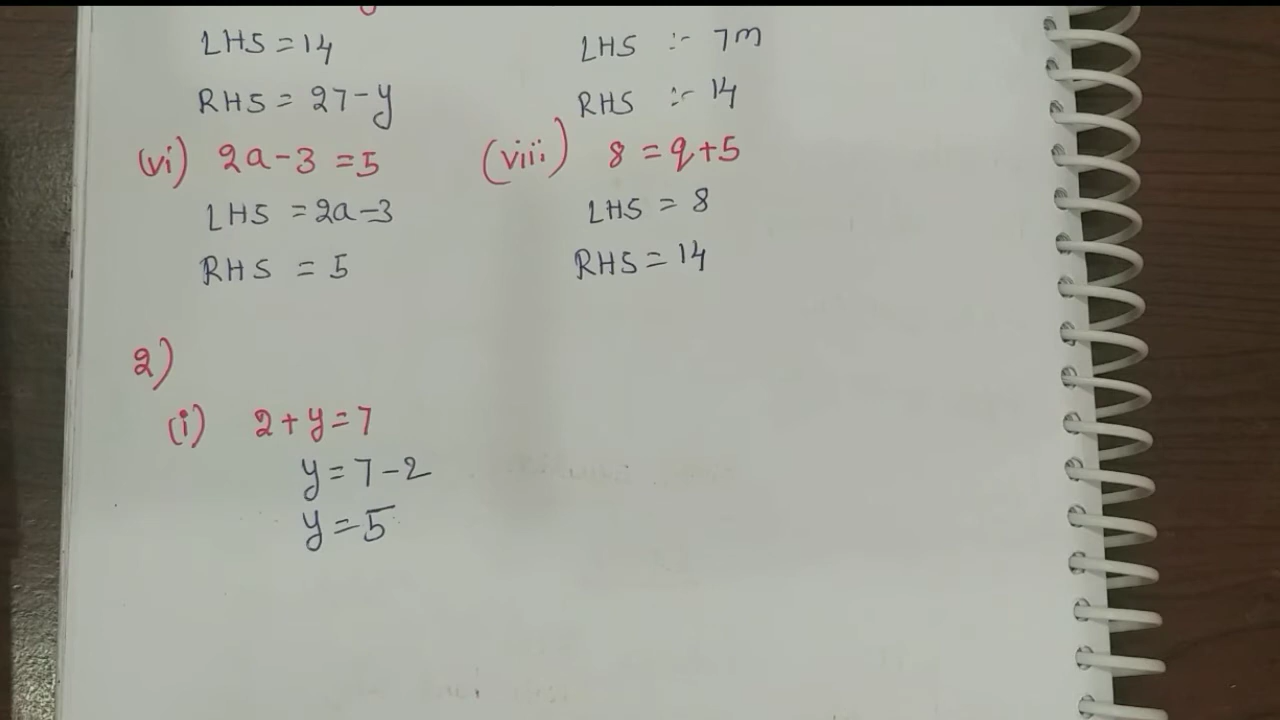 LHS = 14
RHS = 27 - y
(vi) 2a - 3 = 5
LHS = 2a - 3
RHS = 5
LHS :- 7m
RHS :- 14
(viii) 8 = q + 5
LHS = 8
RHS = 14
2)
(i) 2 + y = 7
y = 7 - 2
y = 5